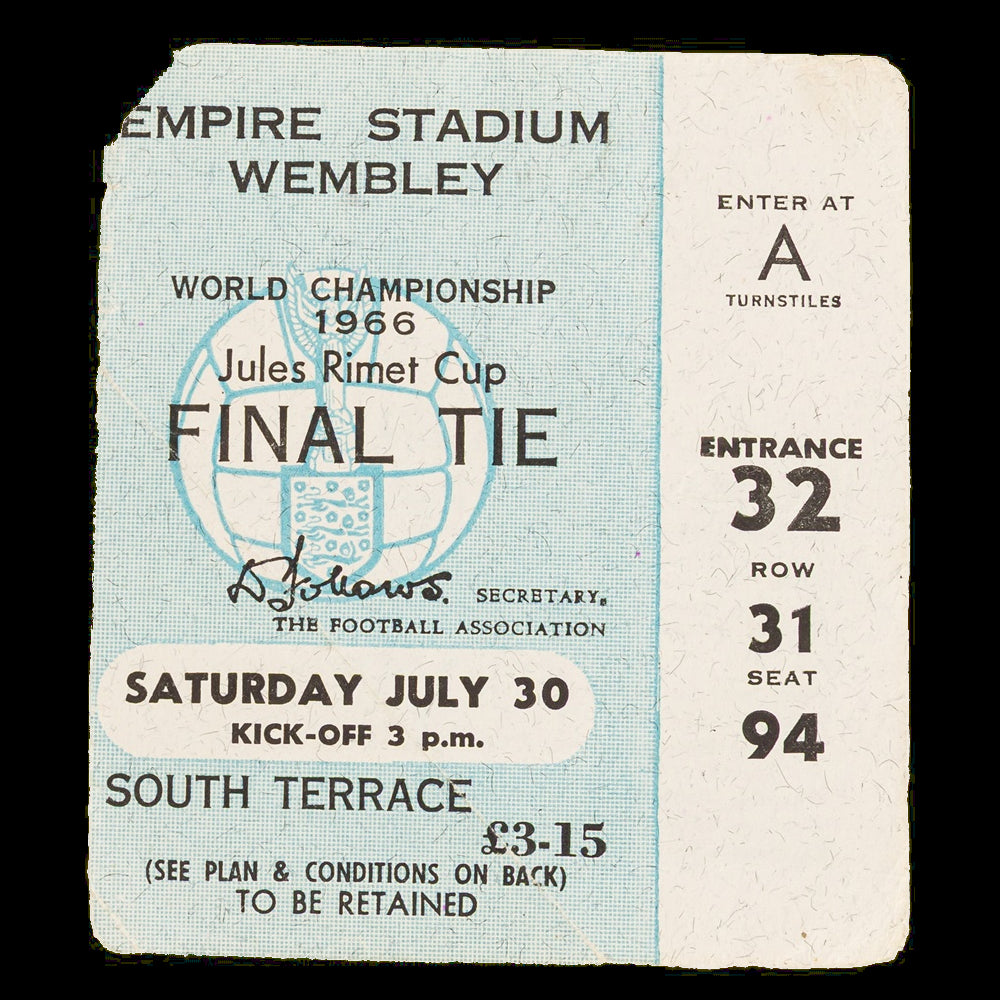 EMPIRE STADIUM
WEMBLEY
WORLD CHAMPIONSHIP
1966
Jules Rimet Cup
FINAL TIE
D Follows. SECRETARY,
THE FOOTBALL ASSOCIATION
SATURDAY JULY 30
KICK-OFF 3 p.m.
SOUTH TERRACE
£3-15
(SEE PLAN & CONDITIONS ON BACK)
TO BE RETAINED
ENTER AT
A
TURNSTILES
ENTRANCE
32
ROW
31
SEAT
94